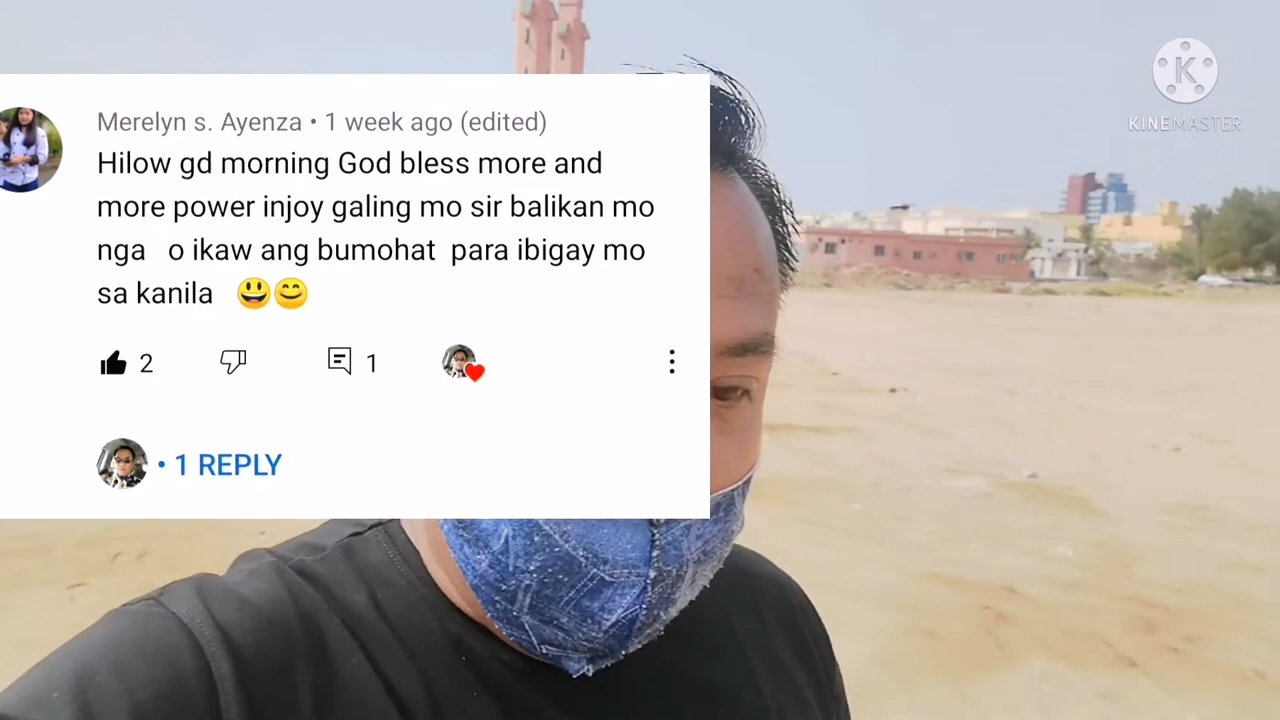 Merelyn s. Ayenza • 1 week ago (edited)
Hilow gd morning God bless more and
more power injoy galing mo sir balikan mo
nga o ikaw ang bumohat para ibigay mo
sa kanila 😃😊
2
1
• 1 REPLY
K
KINEMASTER